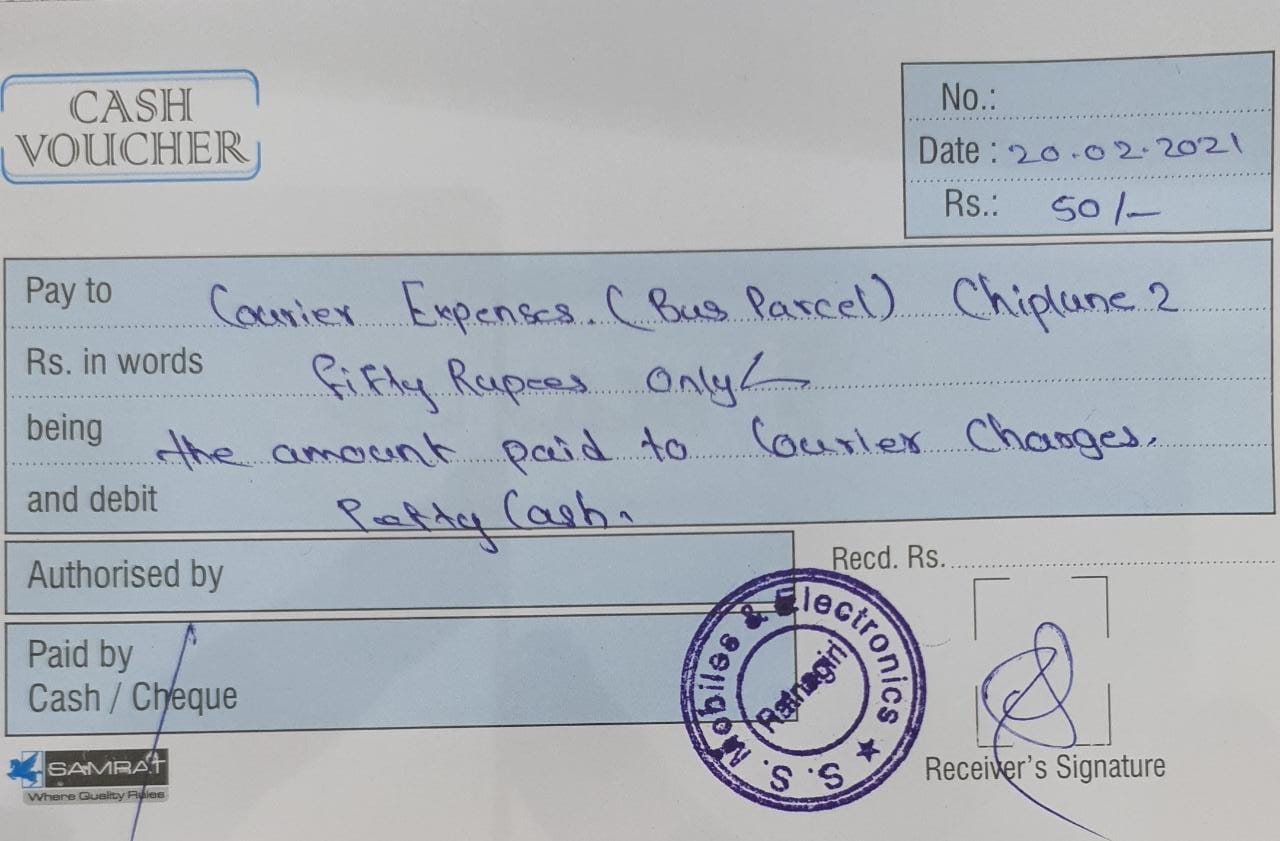 CASH
VOUCHER
No.:
Date : 20.02.2021
Rs.: 50/-
Pay to Courier Expenses. (Bus Parcel) Chiplune 2
Rs. in words fifty Rupees only
being the amount paid to Courier Charges.
and debit Petty Cash.
Authorised by
Recd. Rs.
Paid by
Cash / Cheque
S. S. Mobiles & Electronics ★
Ratnagiri
Receiver's Signature
SAMRAT
Where Quality Rules